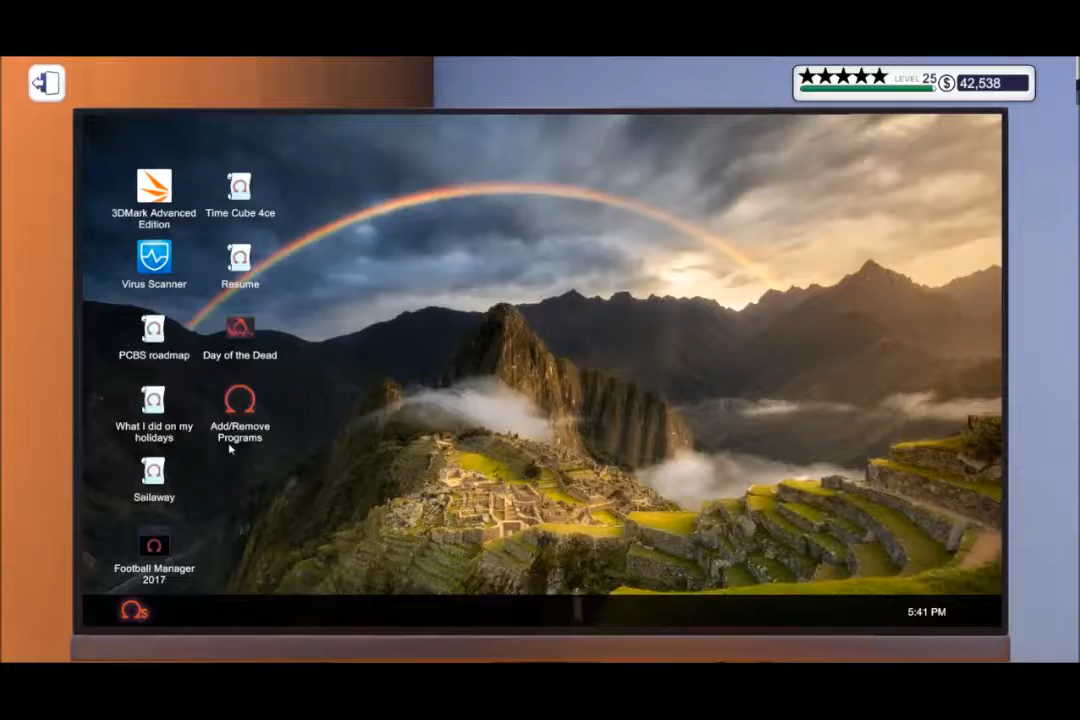 LEVEL 25 $ 42,538
3DMark Advanced
Edition
Time Cube 4ce
Virus Scanner
Resume
PCBS roadmap
Day of the Dead
What I did on my
holidays
Add/Remove
Programs
Sailaway
Football Manager
2017
Ωs
5:41 PM